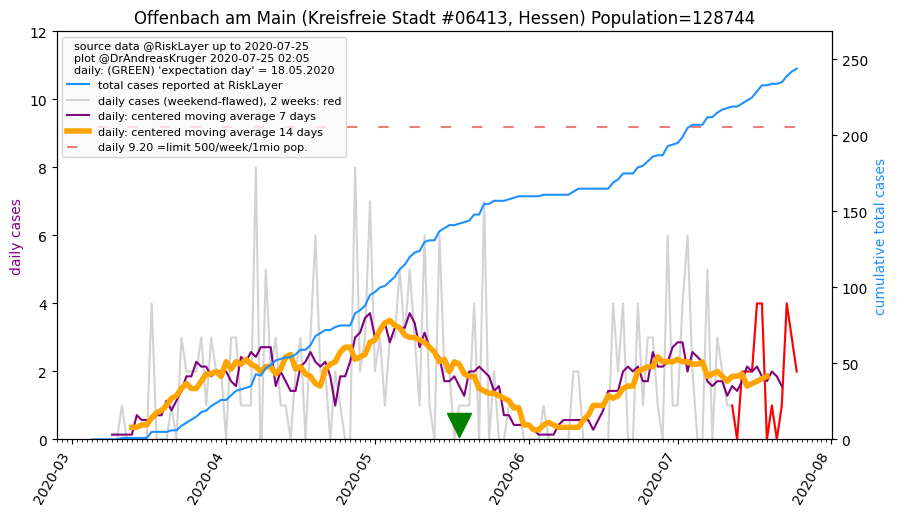 Offenbach am Main (Kreisfreie Stadt #06413, Hessen) Population=128744
source data @RiskLayer up to 2020-07-25
plot @DrAndreasKruger 2020-07-25 02:05
daily: (GREEN) 'expectation day' = 18.05.2020
total cases reported at RiskLayer
daily cases (weekend-flawed), 2 weeks: red
daily: centered moving average 7 days
daily: centered moving average 14 days
daily 9.20 =limit 500/week/1mio pop.
daily cases
12
10
8
6
4
2
0
cumulative total cases
250
200
150
100
50
0
2020-03
2020-04
2020-05
2020-06
2020-07
2020-08